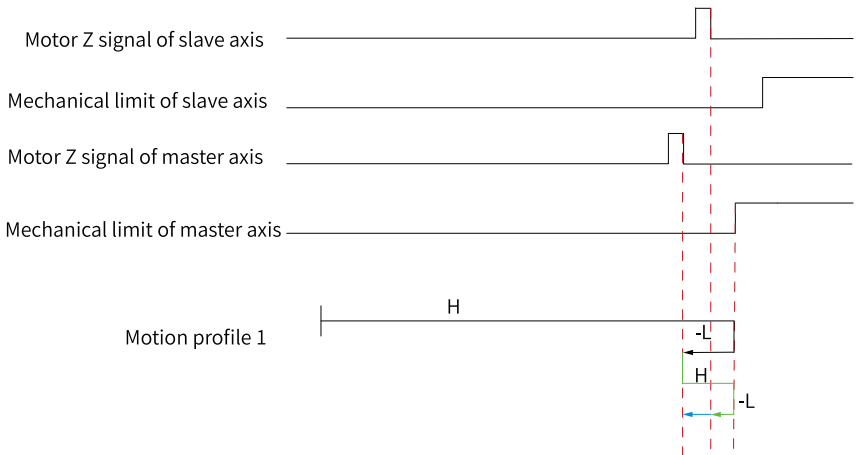 Motor Z signal of slave axis
Mechanical limit of slave axis
Motor Z signal of master axis
Mechanical limit of master axis
H
Motion profile 1
-L
H
-L